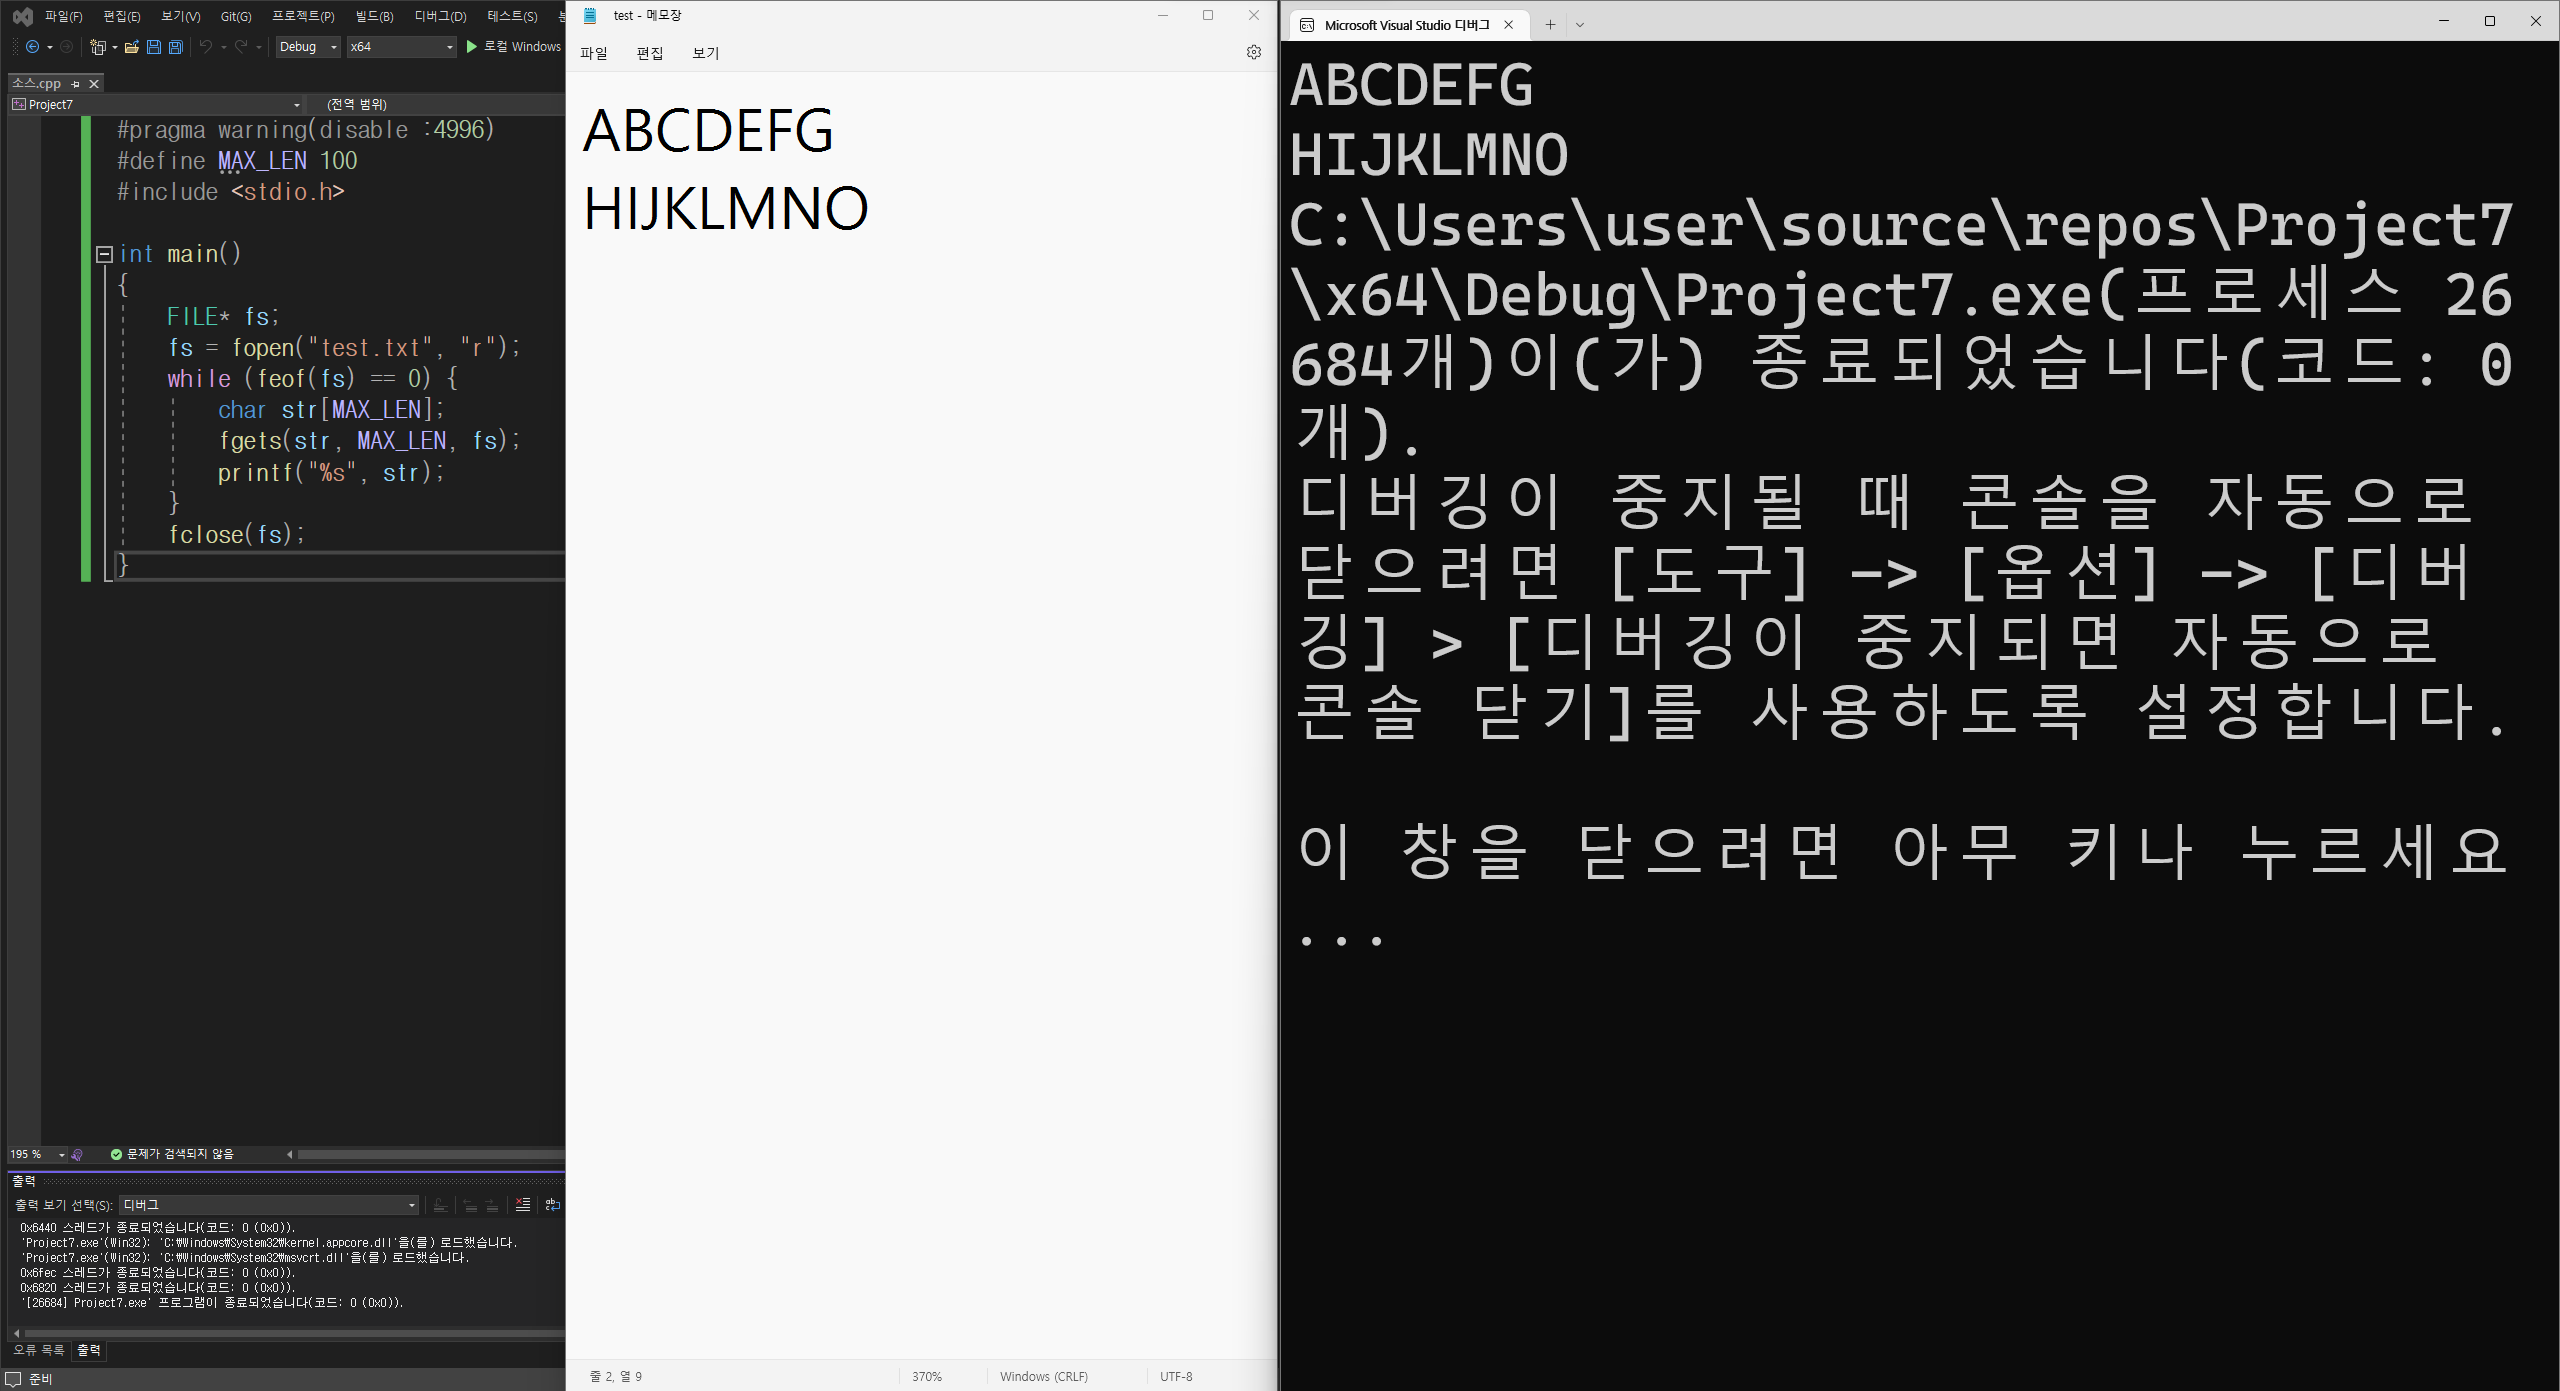 파일(F) 편집(E) 보기(V) Git(G) 프로젝트(P) 빌드(B) 디버그(D) 테스트(S)
Debug x64 로컬 Windows
소스.cpp
Project7 (전역 범위)
#pragma warning(disable :4996)
#define MAX_LEN 100
#include <stdio.h>
int main()
{
FILE* fs;
fs = fopen("test.txt", "r");
while (feof(fs) == 0) {
char str[MAX_LEN];
fgets(str, MAX_LEN, fs);
printf("%s", str);
}
fclose(fs);
}
195 % 문제가 검색되지 않음
출력
출력 보기 선택(S): 디버그
0x6440 스레드가 종료되었습니다(코드: 0 (0x0)).
'Project7.exe'(Win32): 'C:\Windows\System32\kernel.appcore.dll'을(를) 로드했습니다.
'Project7.exe'(Win32): 'C:\Windows\System32\msvcrt.dll'을(를) 로드했습니다.
0x6fec 스레드가 종료되었습니다(코드: 0 (0x0)).
0x6820 스레드가 종료되었습니다(코드: 0 (0x0)).
'[26684] Project7.exe' 프로그램이 종료되었습니다(코드: 0 (0x0)).
오류 목록 출력
준비
test - 메모장
파일 편집 보기
ABCDEFG
HIJKLMNO
줄 2, 열 9 370% Windows (CRLF) UTF-8
Microsoft Visual Studio 디버그
ABCDEFG
HIJKLMNO
C:\Users\user\source\repos\Project7
\x64\Debug\Project7.exe(프로세스 26
684개)이(가) 종료되었습니다(코드: 0
개).
디버깅이 중지될 때 콘솔을 자동으로
닫으려면 [도구] -> [옵션] -> [디버
깅] > [디버깅이 중지되면 자동으로
콘솔 닫기]를 사용하도록 설정합니다.
이 창을 닫으려면 아무 키나 누르세요
...